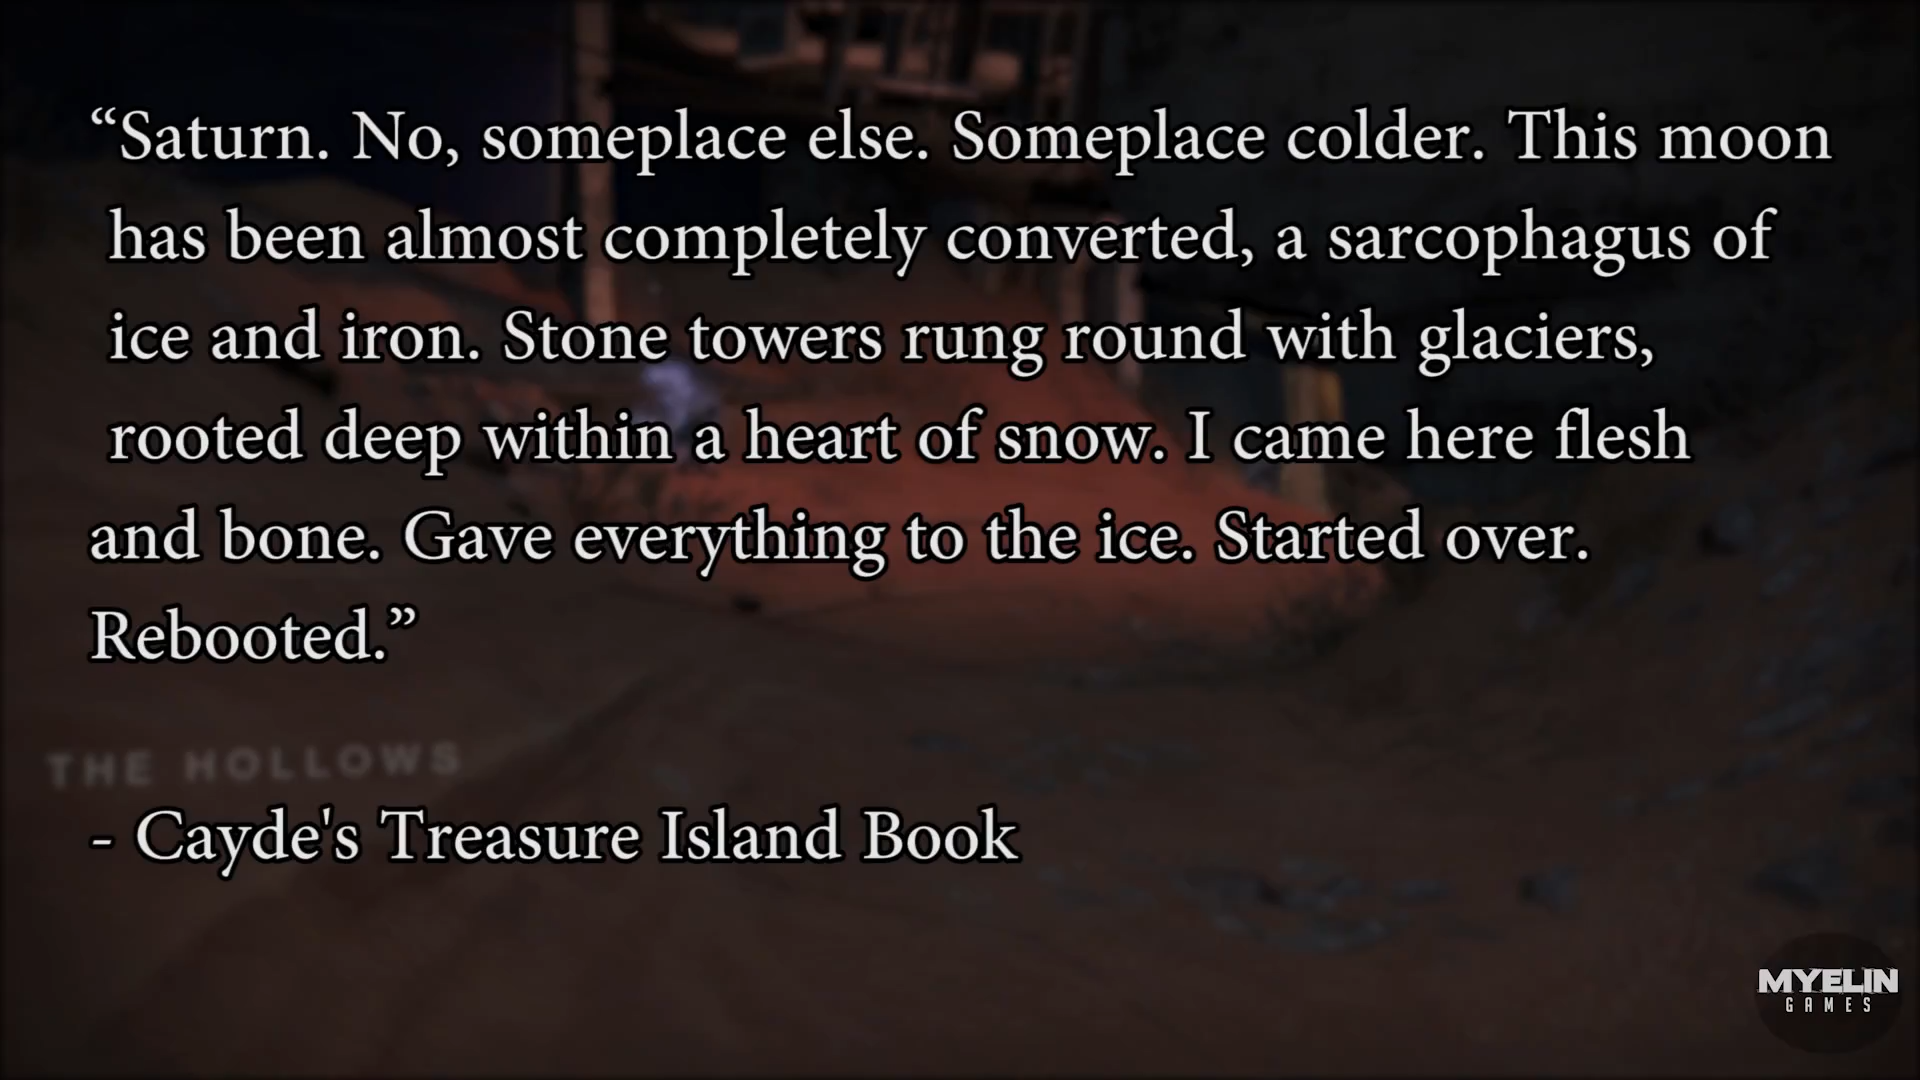 “Saturn. No, someplace else. Someplace colder. This moon
has been almost completely converted, a sarcophagus of
ice and iron. Stone towers rung round with glaciers,
rooted deep within a heart of snow. I came here flesh
and bone. Gave everything to the ice. Started over.
Rebooted.”
THE HOLLOWS
- Cayde's Treasure Island Book
MYELIN
GAMES